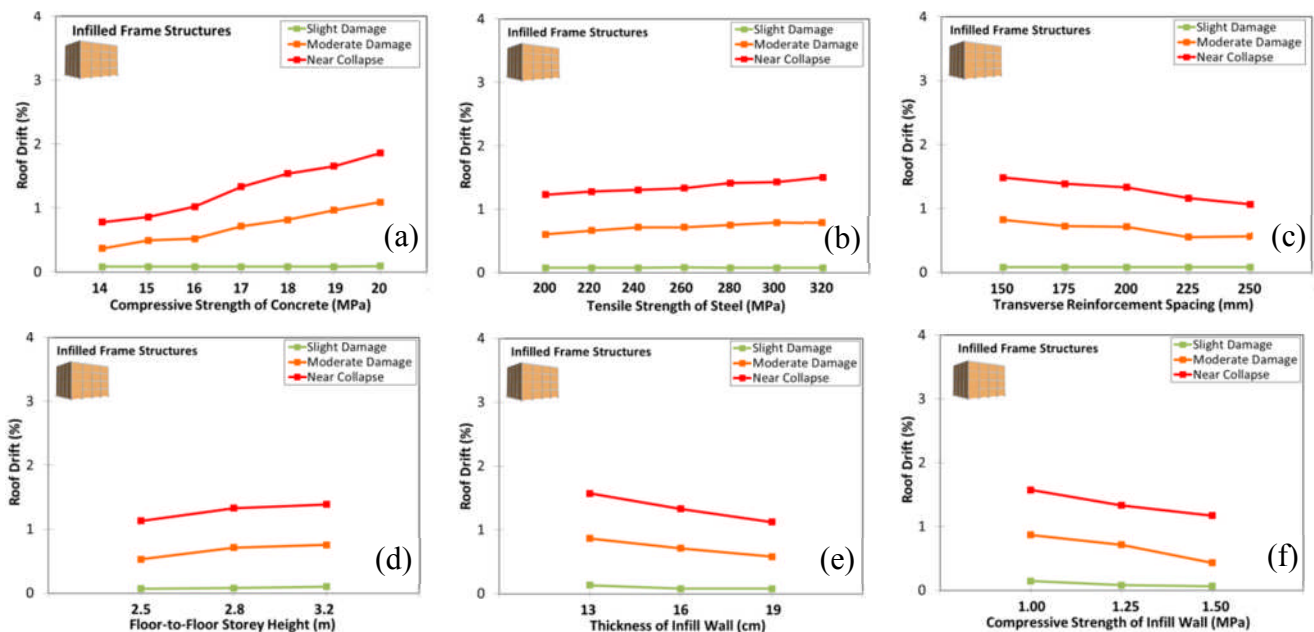 4
3
2
1
0
Roof Drift (%)
Infilled Frame Structures
Slight Damage
Moderate Damage
Near Collapse
(a)
14 15 16 17 18 19 20
Compressive Strength of Concrete (MPa)
4
3
2
1
0
Roof Drift (%)
Infilled Frame Structures
Slight Damage
Moderate Damage
Near Collapse
(b)
200 220 240 260 280 300 320
Tensile Strength of Steel (MPa)
4
3
2
1
0
Roof Drift (%)
Infilled Frame Structures
Slight Damage
Moderate Damage
Near Collapse
(c)
150 175 200 225 250
Transverse Reinforcement Spacing (mm)
4
3
2
1
0
Roof Drift (%)
Infilled Frame Structures
Slight Damage
Moderate Damage
Near Collapse
(d)
2.5 2.8 3.2
Floor-to-Floor Storey Height (m)
4
3
2
1
0
Roof Drift (%)
Infilled Frame Structures
Slight Damage
Moderate Damage
Near Collapse
(e)
13 16 19
Thickness of Infill Wall (cm)
4
3
2
1
0
Roof Drift (%)
Infilled Frame Structures
Slight Damage
Moderate Damage
Near Collapse
(f)
1.00 1.25 1.50
Compressive Strength of Infill Wall (MPa)